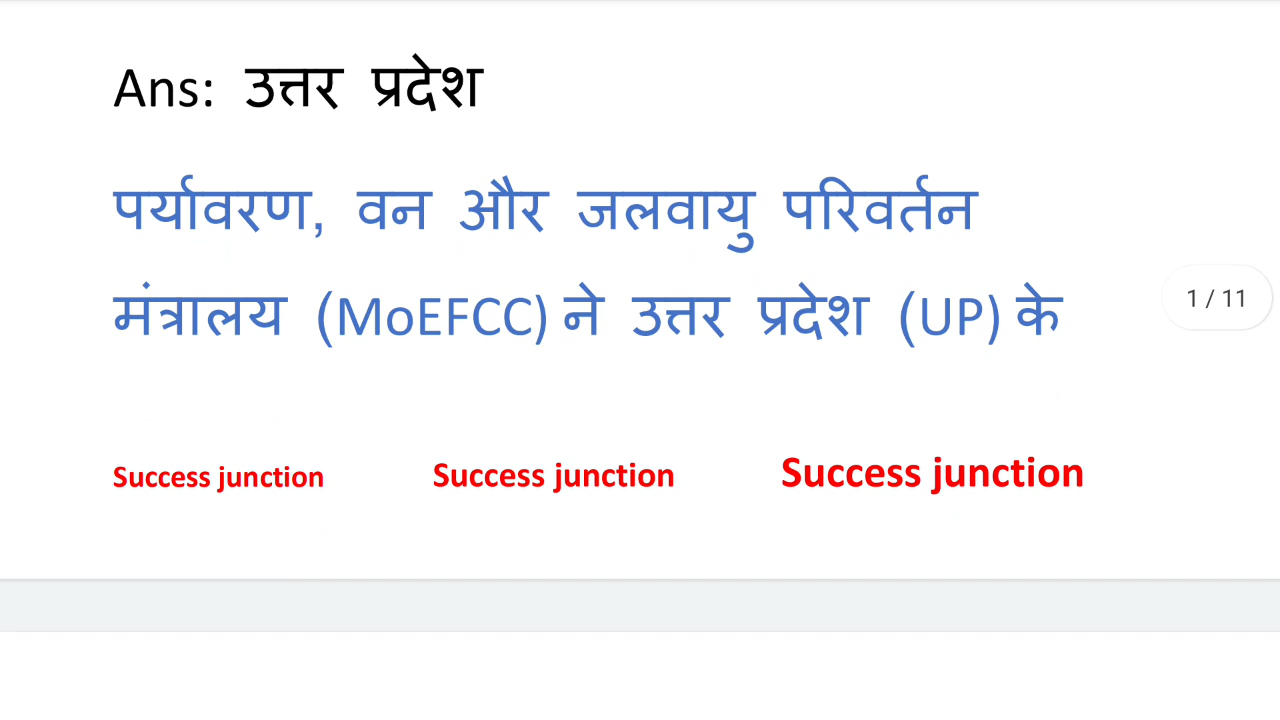 Ans: उत्तर प्रदेश
पर्यावरण, वन और जलवायु परिवर्तन
मंत्रालय (MoEFCC) ने उत्तर प्रदेश (UP) के
1 / 11
Success junction Success junction Success junction